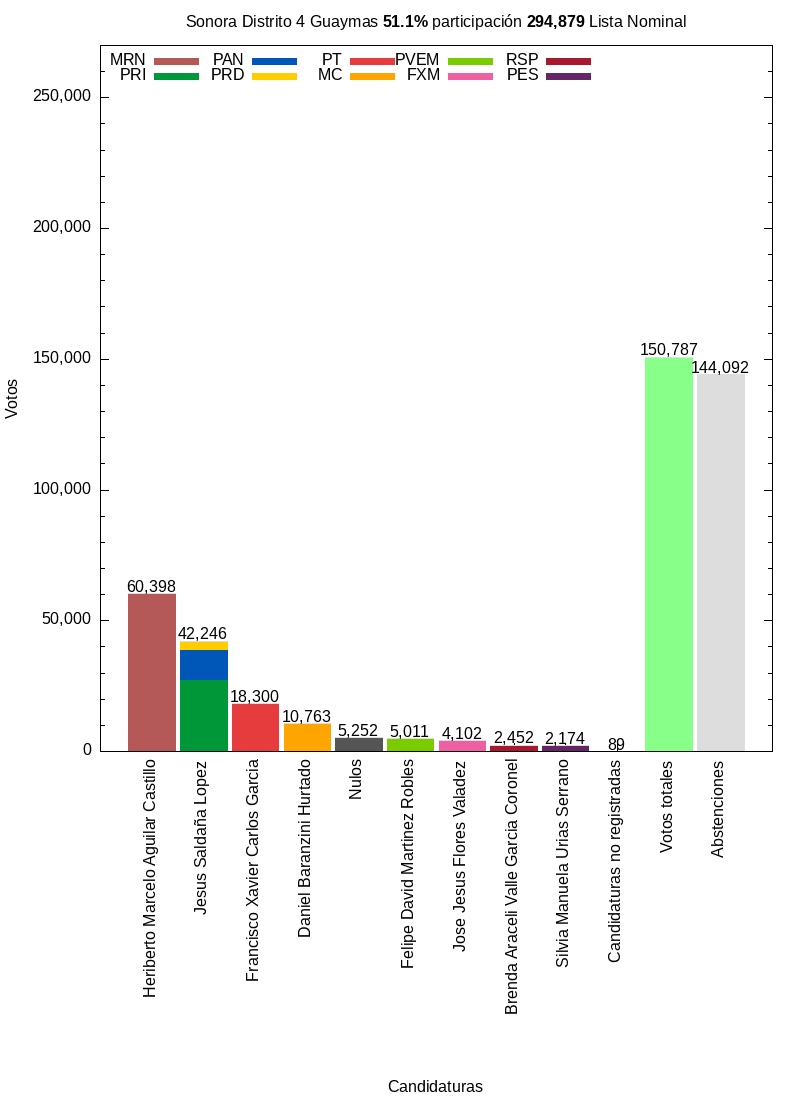 Sonora Distrito 4 Guaymas 51.1% participación 294,879 Lista Nominal
MRN PAN PT PVEM RSP
PRI PRD MC FXM PES
250,000
200,000
150,000
100,000
50,000
0
Votos
60,398
42,246
18,300
10,763
5,252
5,011
4,102
2,452
2,174
89
150,787
144,092
Heriberto Marcelo Aguilar Castillo
Jesus Saldaña Lopez
Francisco Xavier Carlos Garcia
Daniel Baranzini Hurtado
Nulos
Felipe David Martinez Robles
Jose Jesus Flores Valadez
Brenda Araceli Valle Garcia Coronel
Silvia Manuela Urias Serrano
Candidaturas no registradas
Votos totales
Abstenciones
Candidaturas